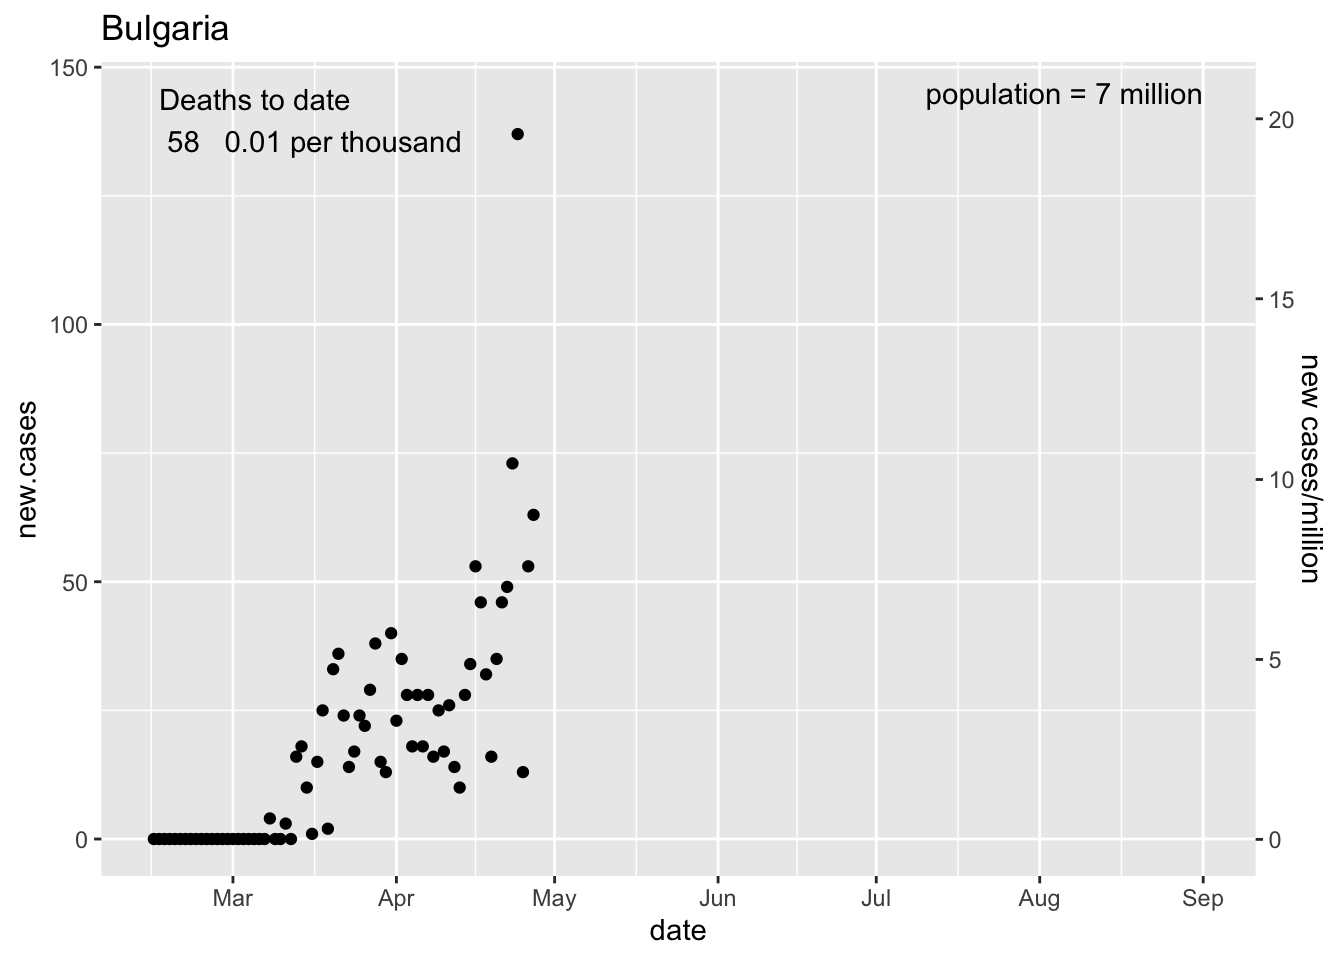 Bulgaria
150
100
50
0
new.cases
Deaths to date
58   0.01 per thousand
population = 7 million
20
15
10
5
0
new cases/million
Mar Apr May Jun Jul Aug Sep
date